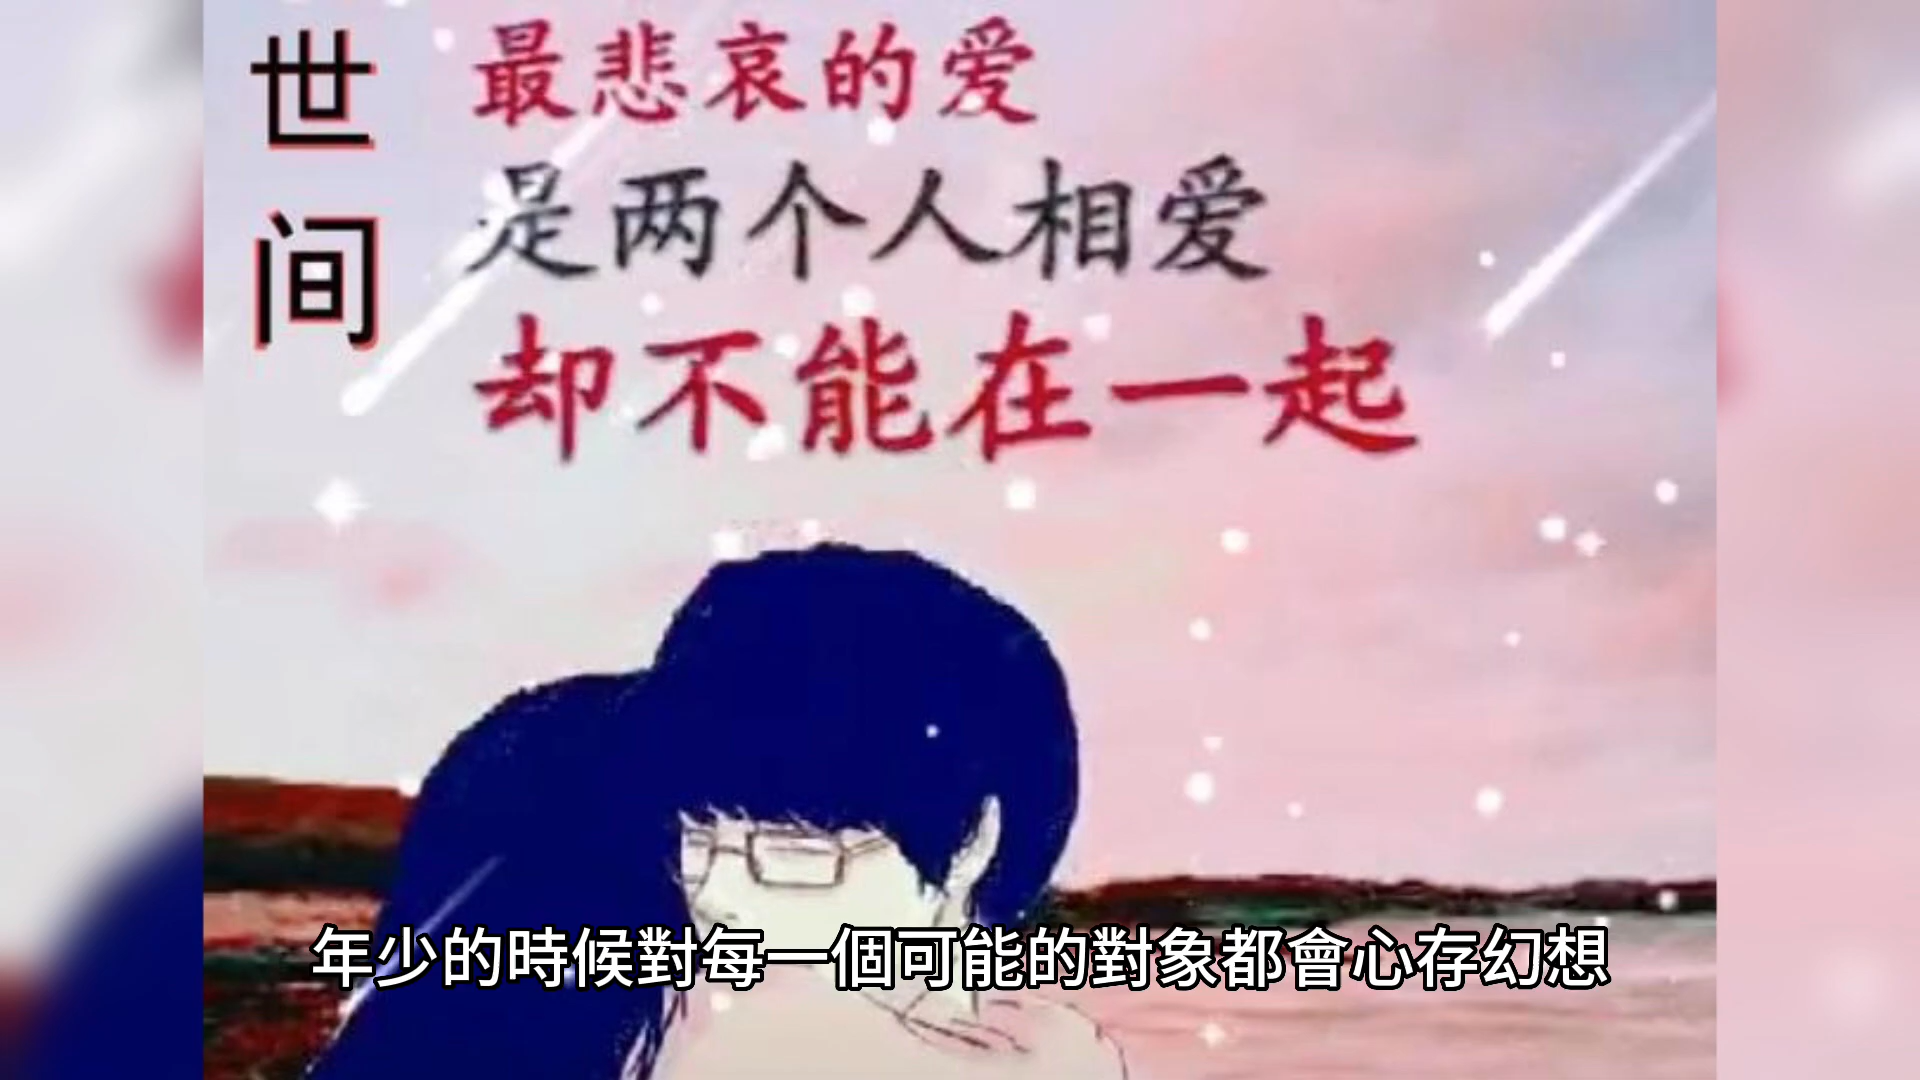 世间
最悲哀的爱
是两个人相爱
却不能在一起
年少的時候對每一個可能的對象都會心存幻想